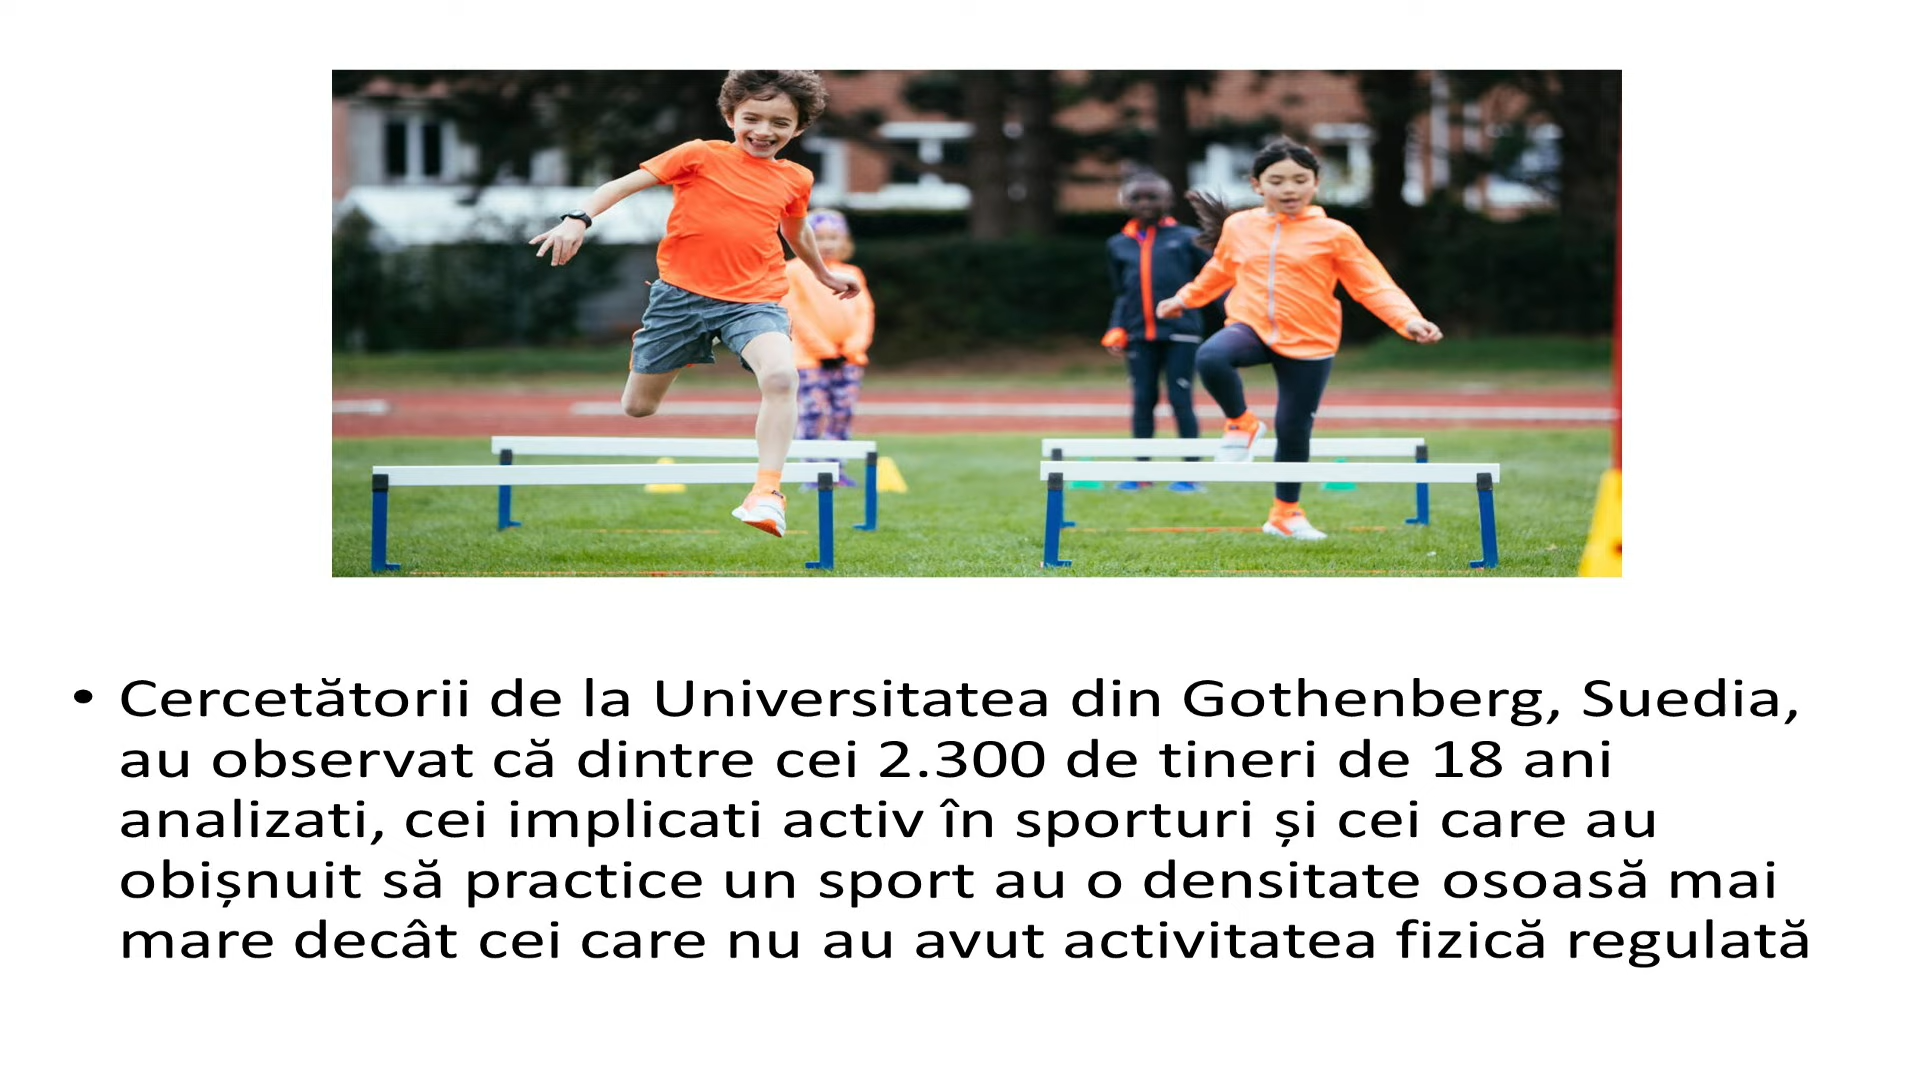 • Cercetătorii de la Universitatea din Gothenberg, Suedia,
au observat că dintre cei 2.300 de tineri de 18 ani
analizati, cei implicati activ în sporturi și cei care au
obișnuit să practice un sport au o densitate osoasă mai
mare decât cei care nu au avut activitatea fizică regulată